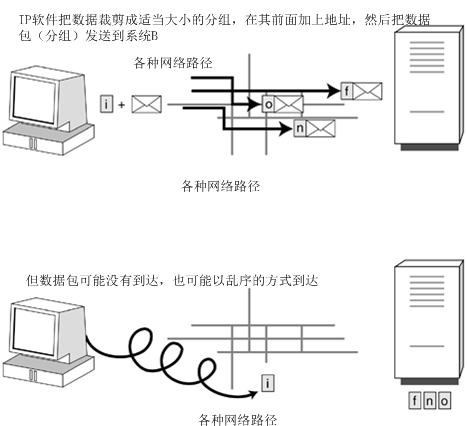 IP软件把数据裁剪成适当大小的分组，在其前面加上地址，然后把数据
包（分组）发送到系统B
各种网络路径
f
i + o
n
各种网络路径
但数据包可能没有到达，也可能以乱序的方式到达
i
f n o
各种网络路径